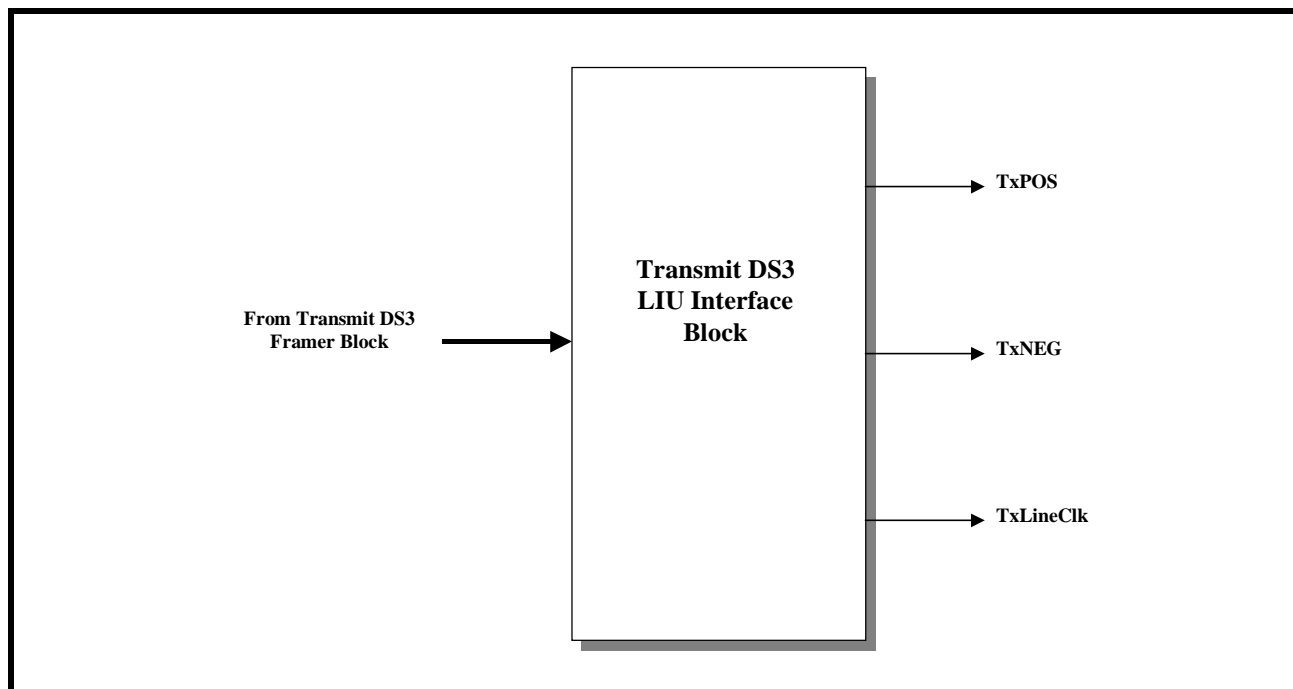 From Transmit DS3
Framer Block
Transmit DS3
LIU Interface
Block
TxPOS
TxNEG
TxLineClk